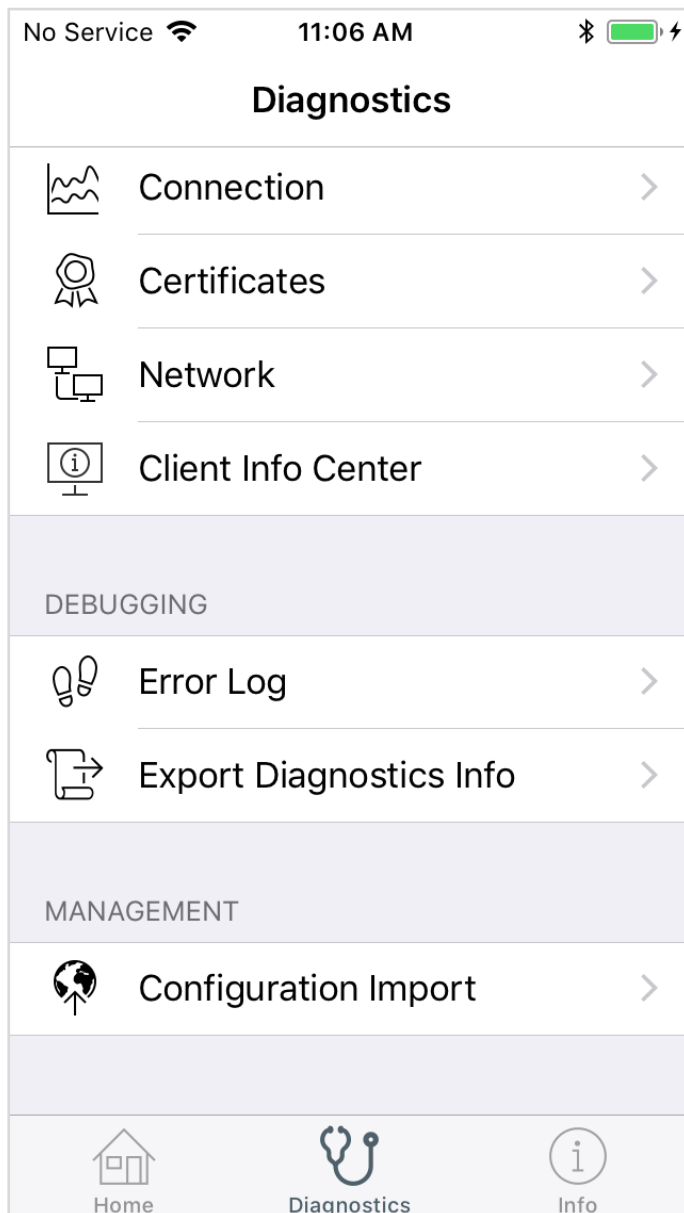 No Service 11:06 AM
Diagnostics
Connection
Certificates
Network
Client Info Center
DEBUGGING
Error Log
Export Diagnostics Info
MANAGEMENT
Configuration Import
Home Diagnostics Info